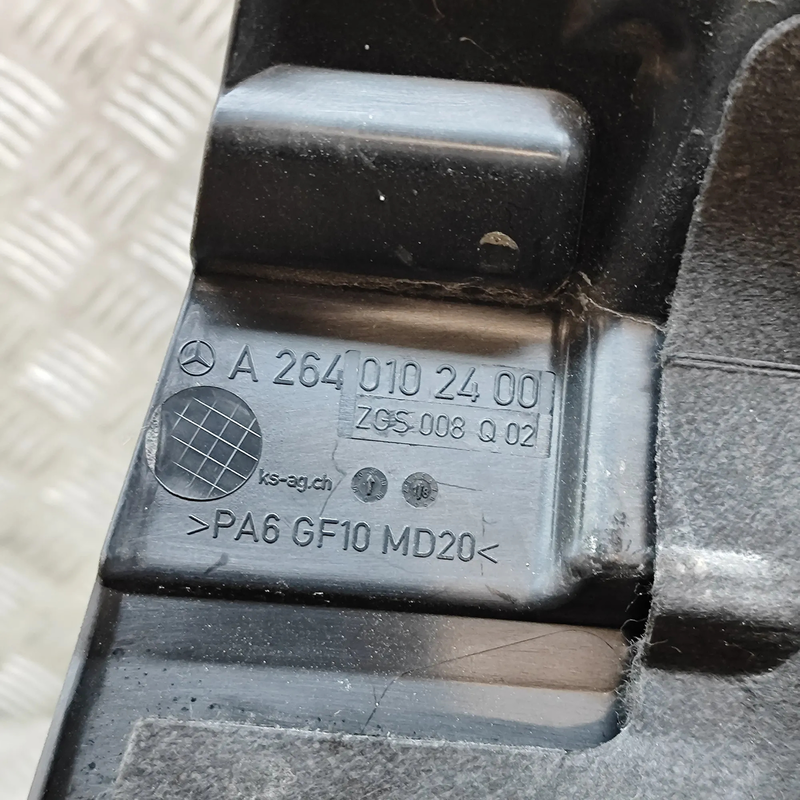 A 264 010 24 00
ZGS 008 Q 02
ks-ag.ch
>PA6 GF10 MD20<